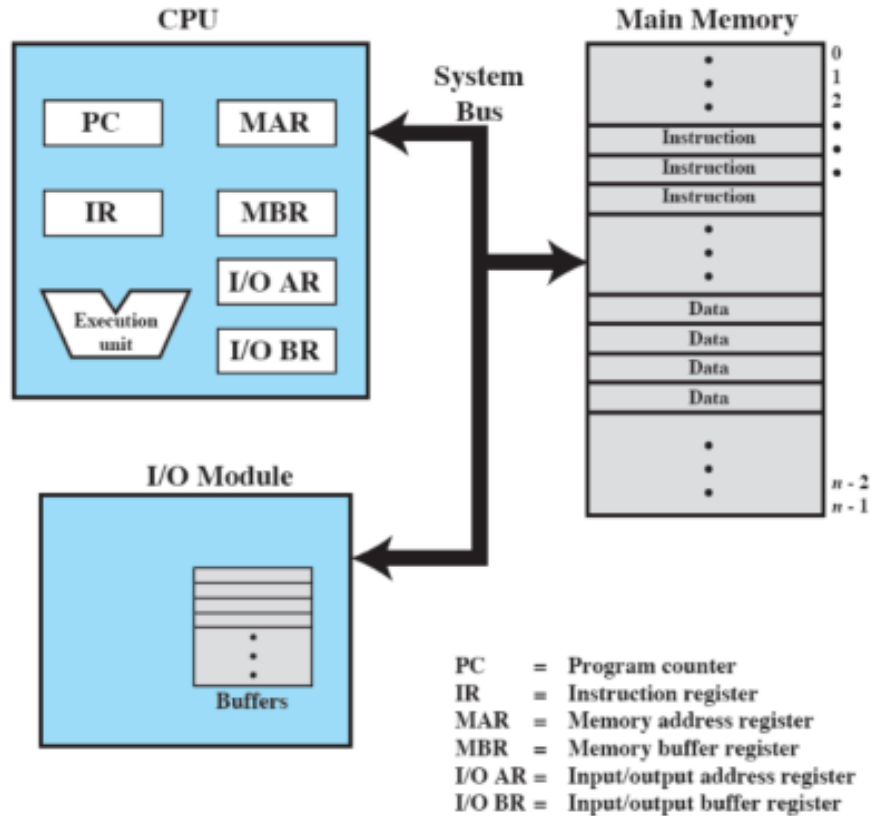 CPU
Main Memory
System
Bus
PC
MAR
IR
MBR
I/O AR
I/O BR
Execution
unit
0
1
2
Instruction
Instruction
Instruction
Data
Data
Data
Data
n - 2
n - 1
I/O Module
Buffers
PC = Program counter
IR = Instruction register
MAR = Memory address register
MBR = Memory buffer register
I/O AR = Input/output address register
I/O BR = Input/output buffer register